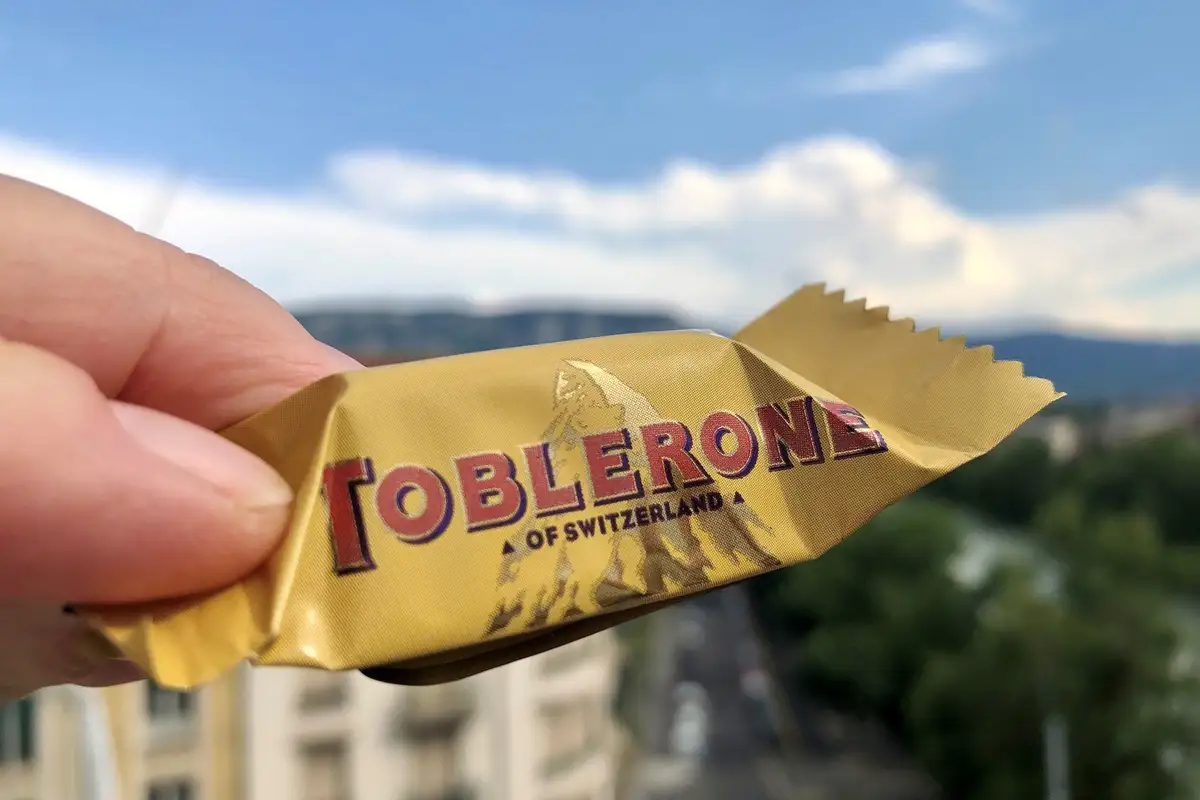 TOBLERONE
▲ OF SWITZERLAND ▲